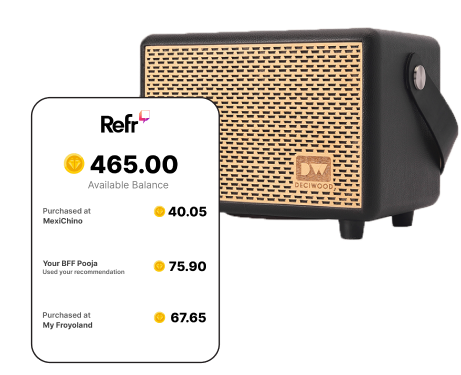 Refr
465.00
Available Balance
Purchased at
MexiChino
40.05
Your BFF Pooja
Used your recommendation
75.90
Purchased at
My Froyoland
67.65
DW
DECIWOOD